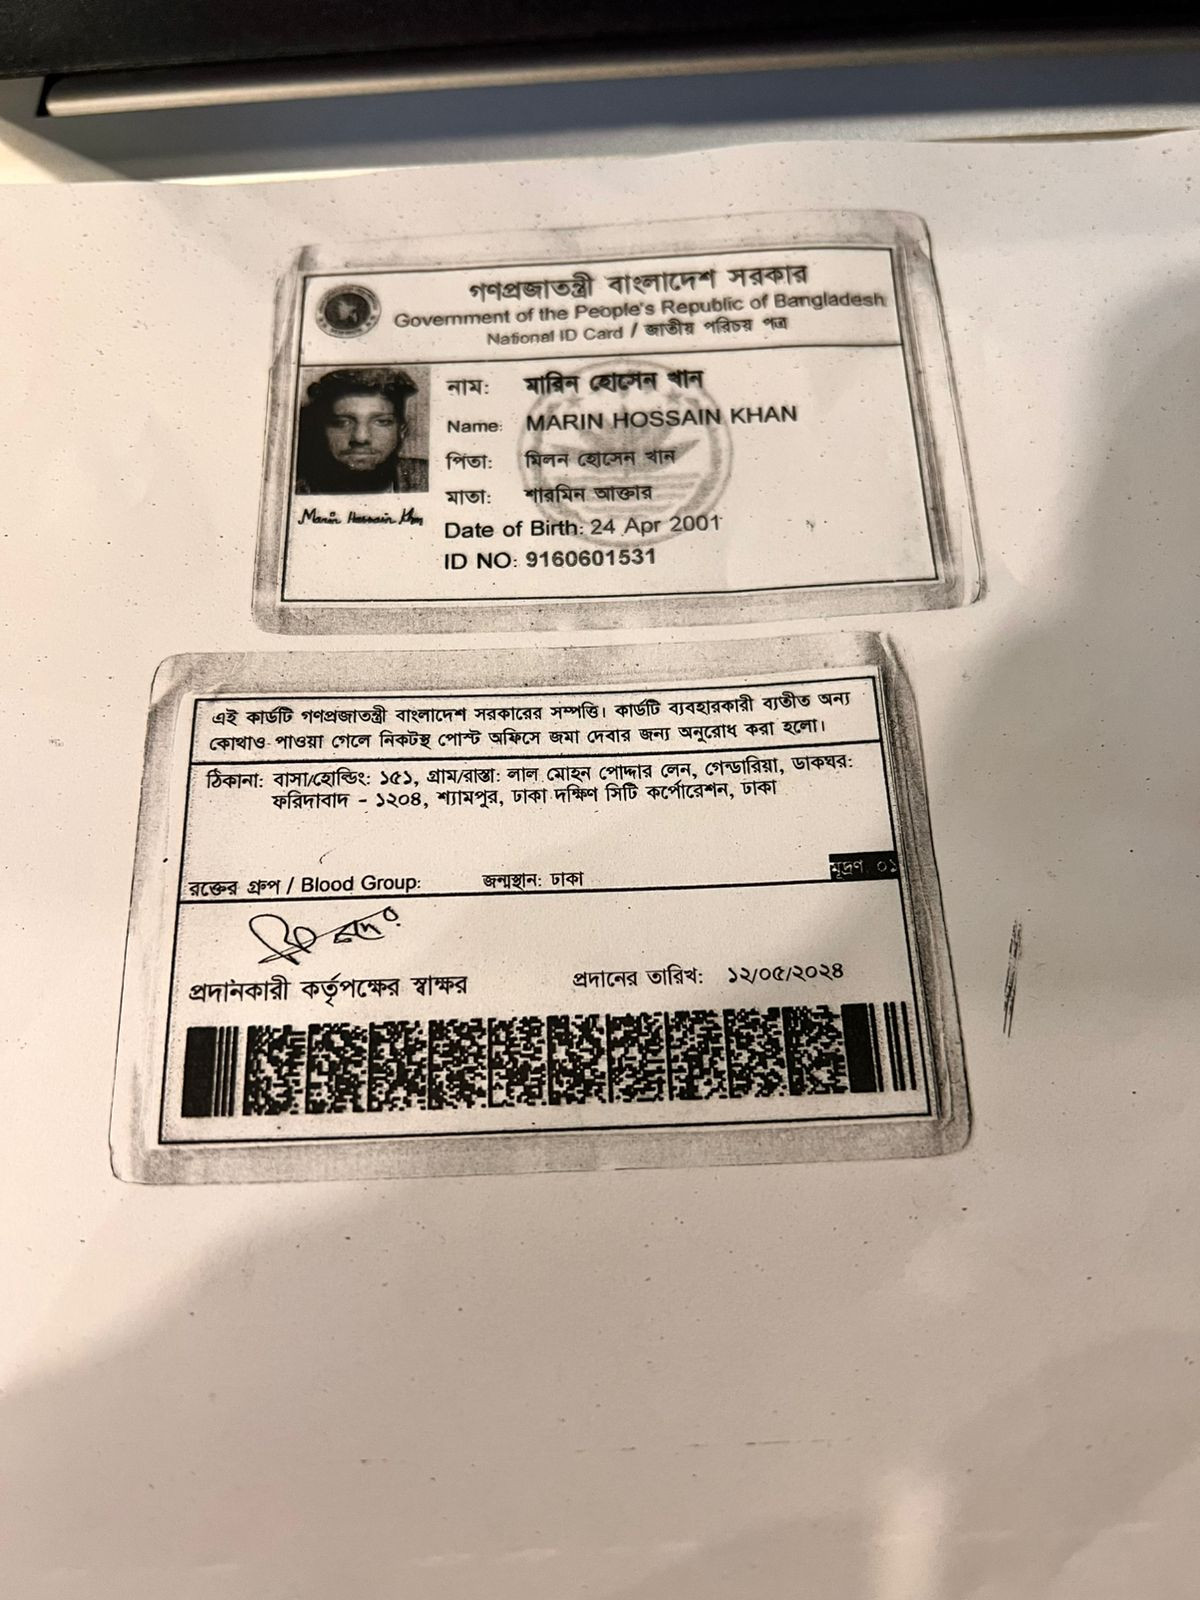 গণপ্রজাতন্ত্রী বাংলাদেশ সরকার
Government of the People's Republic of Bangladesh
National ID Card / জাতীয় পরিচয় পত্র
নাম: মারিন হোসেন খান
Name: MARIN HOSSAIN KHAN
পিতা: মিলন হোসেন খান
মাতা: শারমিন আক্তার
Marin Hossain Khan
Date of Birth: 24 Apr 2001
ID NO: 9160601531
এই কার্ডটি গণপ্রজাতন্ত্রী বাংলাদেশ সরকারের সম্পত্তি। কার্ডটি ব্যবহারকারী ব্যতীত অন্য
কোথাও পাওয়া গেলে নিকটস্থ পোস্ট অফিসে জমা দেবার জন্য অনুরোধ করা হলো।
ঠিকানা: বাসা/হোল্ডিং: ১৫১, গ্রাম/রাস্তা: লাল মোহন পোদ্দার লেন, গেন্ডারিয়া, ডাকঘর:
ফরিদাবাদ - ১২০৪, শ্যামপুর, ঢাকা দক্ষিণ সিটি কর্পোরেশন, ঢাকা
রক্তের গ্রুপ / Blood Group: জন্মস্থান: ঢাকা মুদ্রণ: ০১
প্রদানকারী কর্তৃপক্ষের স্বাক্ষর প্রদানের তারিখ: ১২/০৫/২০২৪